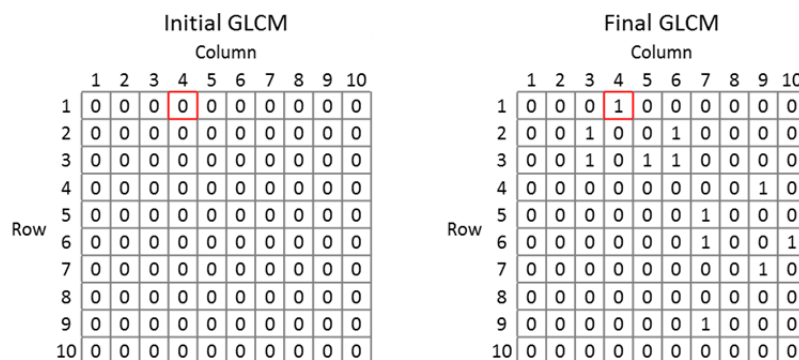 Initial GLCM
Column
1 2 3 4 5 6 7 8 9 10
1 0 0 0 0 0 0 0 0 0 0
2 0 0 0 0 0 0 0 0 0 0
3 0 0 0 0 0 0 0 0 0 0
4 0 0 0 0 0 0 0 0 0 0
5 0 0 0 0 0 0 0 0 0 0
Row
6 0 0 0 0 0 0 0 0 0 0
7 0 0 0 0 0 0 0 0 0 0
8 0 0 0 0 0 0 0 0 0 0
9 0 0 0 0 0 0 0 0 0 0
10 0 0 0 0 0 0 0 0 0 0
Final GLCM
Column
1 2 3 4 5 6 7 8 9 10
1 0 0 0 1 0 0 0 0 0 0
2 0 0 1 0 0 1 0 0 0 0
3 0 0 1 0 1 1 0 0 0 0
4 0 0 0 0 0 0 0 0 1 0
5 0 0 0 0 0 0 1 0 0 0
Row
6 0 0 0 0 0 0 1 0 0 1
7 0 0 0 0 0 0 0 0 1 0
8 0 0 0 0 0 0 0 0 0 0
9 0 0 0 0 0 0 1 0 0 0
10 0 0 0 0 0 0 0 0 0 0